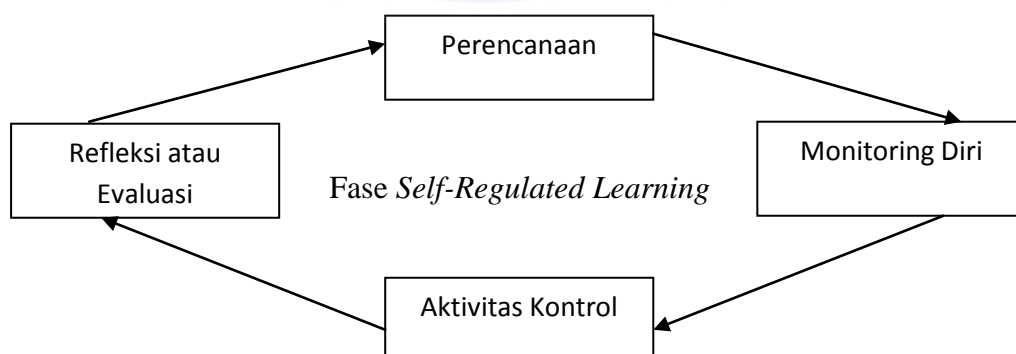 Perencanaan
Refleksi atau
Evaluasi
Monitoring Diri
Fase Self-Regulated Learning
Aktivitas Kontrol